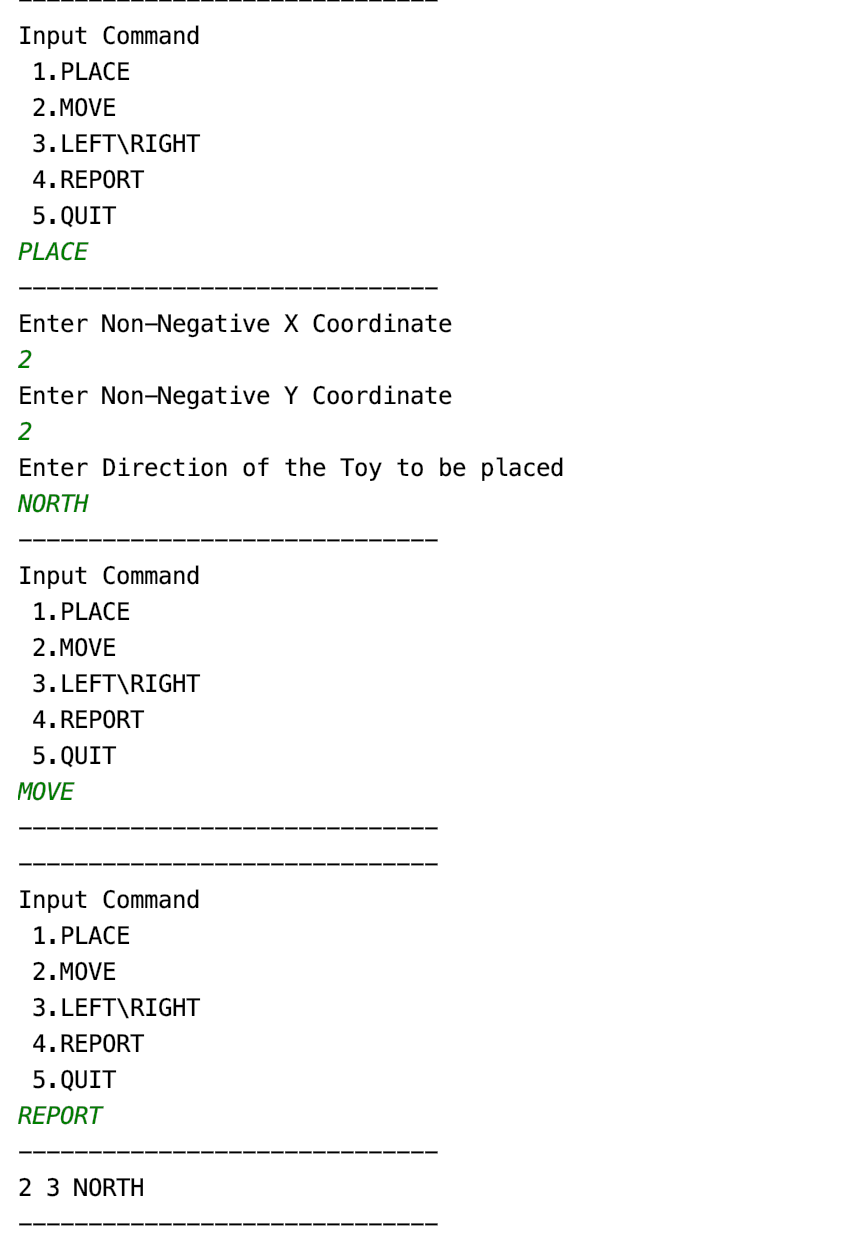 ------------------------------
Input Command
 1.PLACE
 2.MOVE
 3.LEFT\RIGHT
 4.REPORT
 5.QUIT
PLACE
------------------------------
Enter Non-Negative X Coordinate
2
Enter Non-Negative Y Coordinate
2
Enter Direction of the Toy to be placed
NORTH
------------------------------
Input Command
 1.PLACE
 2.MOVE
 3.LEFT\RIGHT
 4.REPORT
 5.QUIT
MOVE
------------------------------
------------------------------
Input Command
 1.PLACE
 2.MOVE
 3.LEFT\RIGHT
 4.REPORT
 5.QUIT
REPORT
------------------------------
2 3 NORTH
------------------------------